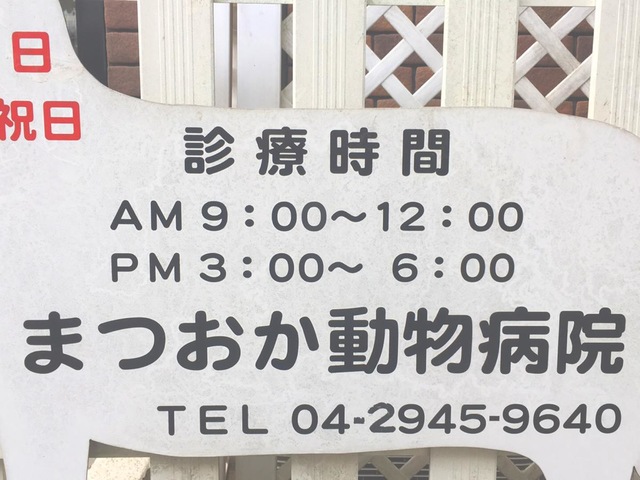 日
祝日
診療時間
AM 9：00～12：00
PM 3：00～ 6：00
まつおか動物病院
TEL 04-2945-9640